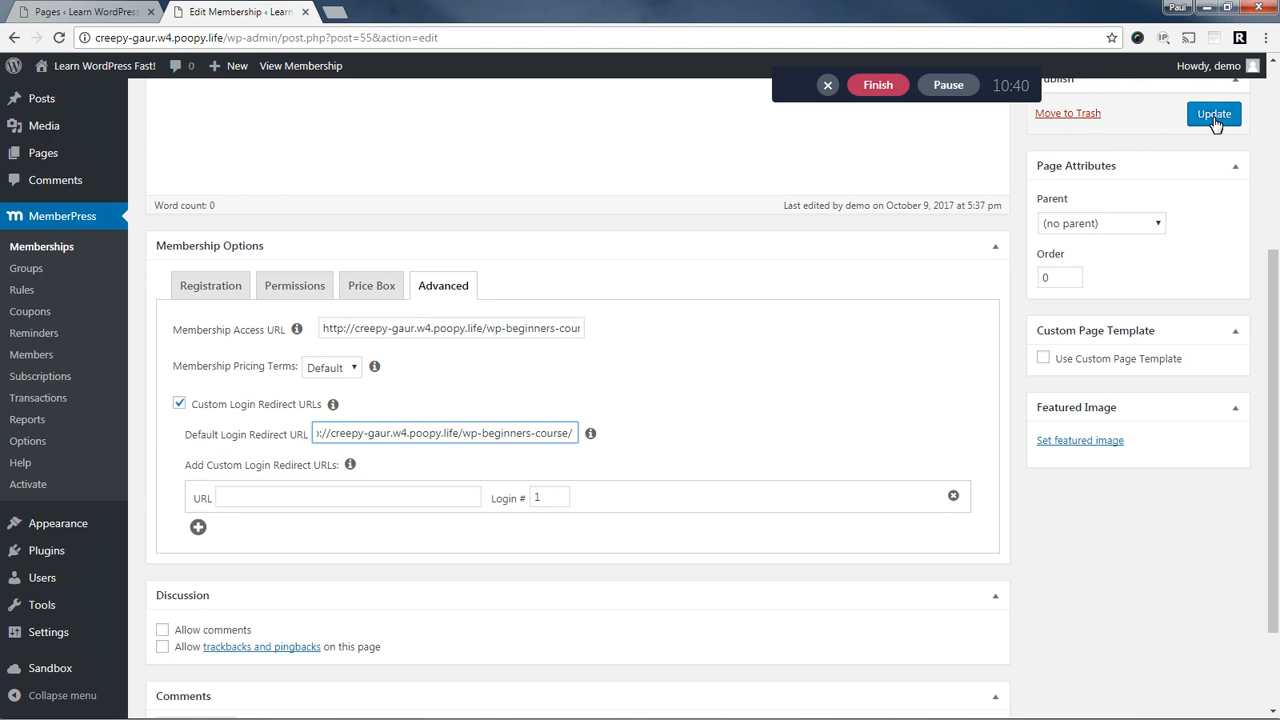 Pages ‹ Learn WordPress
Edit Membership ‹ Learn
Paul
creepy-gaur.w4.poopy.life/wp-admin/post.php?post=55&action=edit
Learn WordPress Fast!
0
New
View Membership
Howdy, demo
Finish
Pause
10:40
Publish
Posts
Media
Pages
Comments
MemberPress
Memberships
Groups
Rules
Coupons
Reminders
Members
Subscriptions
Transactions
Reports
Options
Help
Activate
Appearance
Plugins
Users
Tools
Settings
Sandbox
Collapse menu
Word count: 0
Last edited by demo on October 9, 2017 at 5:37 pm
Membership Options
Registration
Permissions
Price Box
Advanced
Membership Access URL
http://creepy-gaur.w4.poopy.life/wp-beginners-cour
Membership Pricing Terms:
Default
Custom Login Redirect URLs
Default Login Redirect URL
://creepy-gaur.w4.poopy.life/wp-beginners-course/
Add Custom Login Redirect URLs:
URL
Login #
1
Discussion
Allow comments
Allow trackbacks and pingbacks on this page
Comments
Move to Trash
Update
Page Attributes
Parent
(no parent)
Order
0
Custom Page Template
Use Custom Page Template
Featured Image
Set featured image